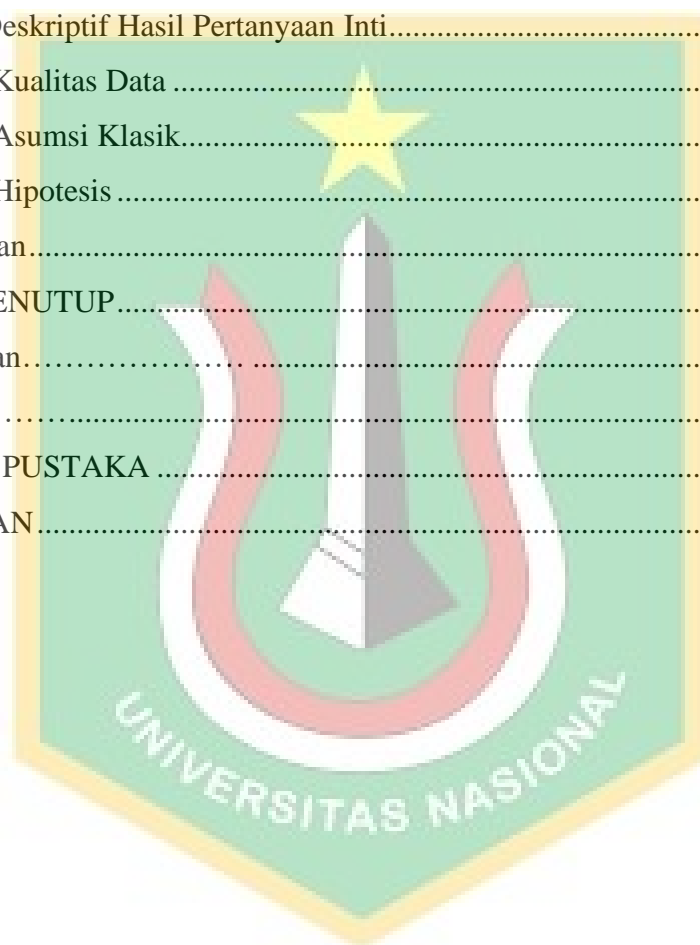 Deskriptif Hasil Pertanyaan Inti.......................................
Kualitas Data .................................................................
Asumsi Klasik................................................................
Hipotesis ........................................................................
an...................................................................................
ENUTUP........................................................................
an………………… ......................................................
……..............................................................................
PUSTAKA ....................................................................
AN..................................................................................
UNIVERSITAS NASIONAL